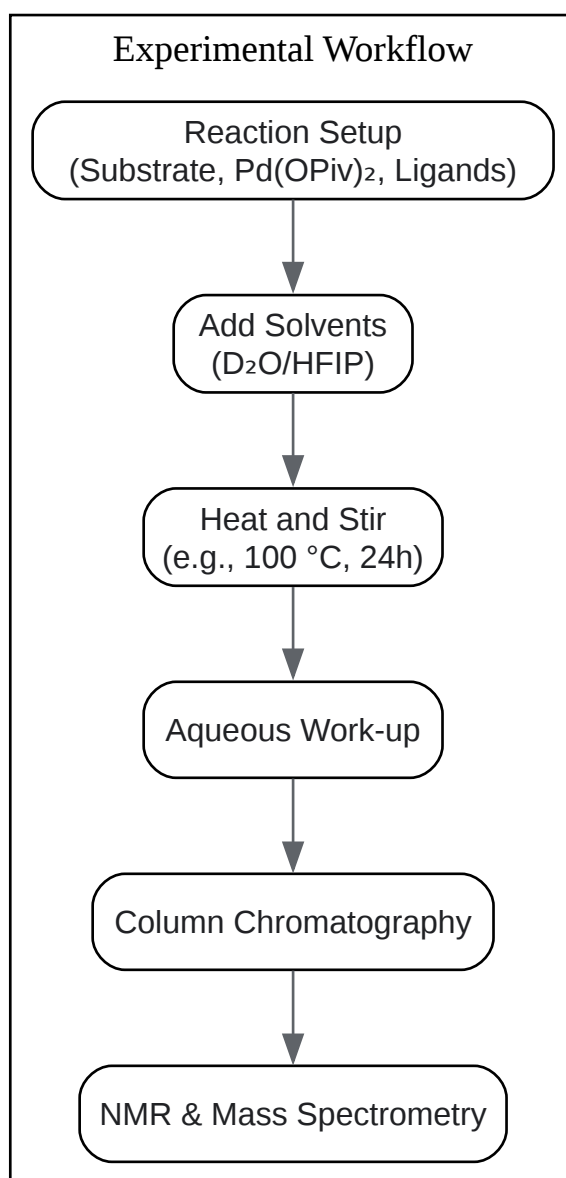 Experimental Workflow
Reaction Setup
(Substrate, Pd(OPiv)₂, Ligands)
Add Solvents
(D₂O/HFIP)
Heat and Stir
(e.g., 100 °C, 24h)
Aqueous Work-up
Column Chromatography
NMR & Mass Spectrometry